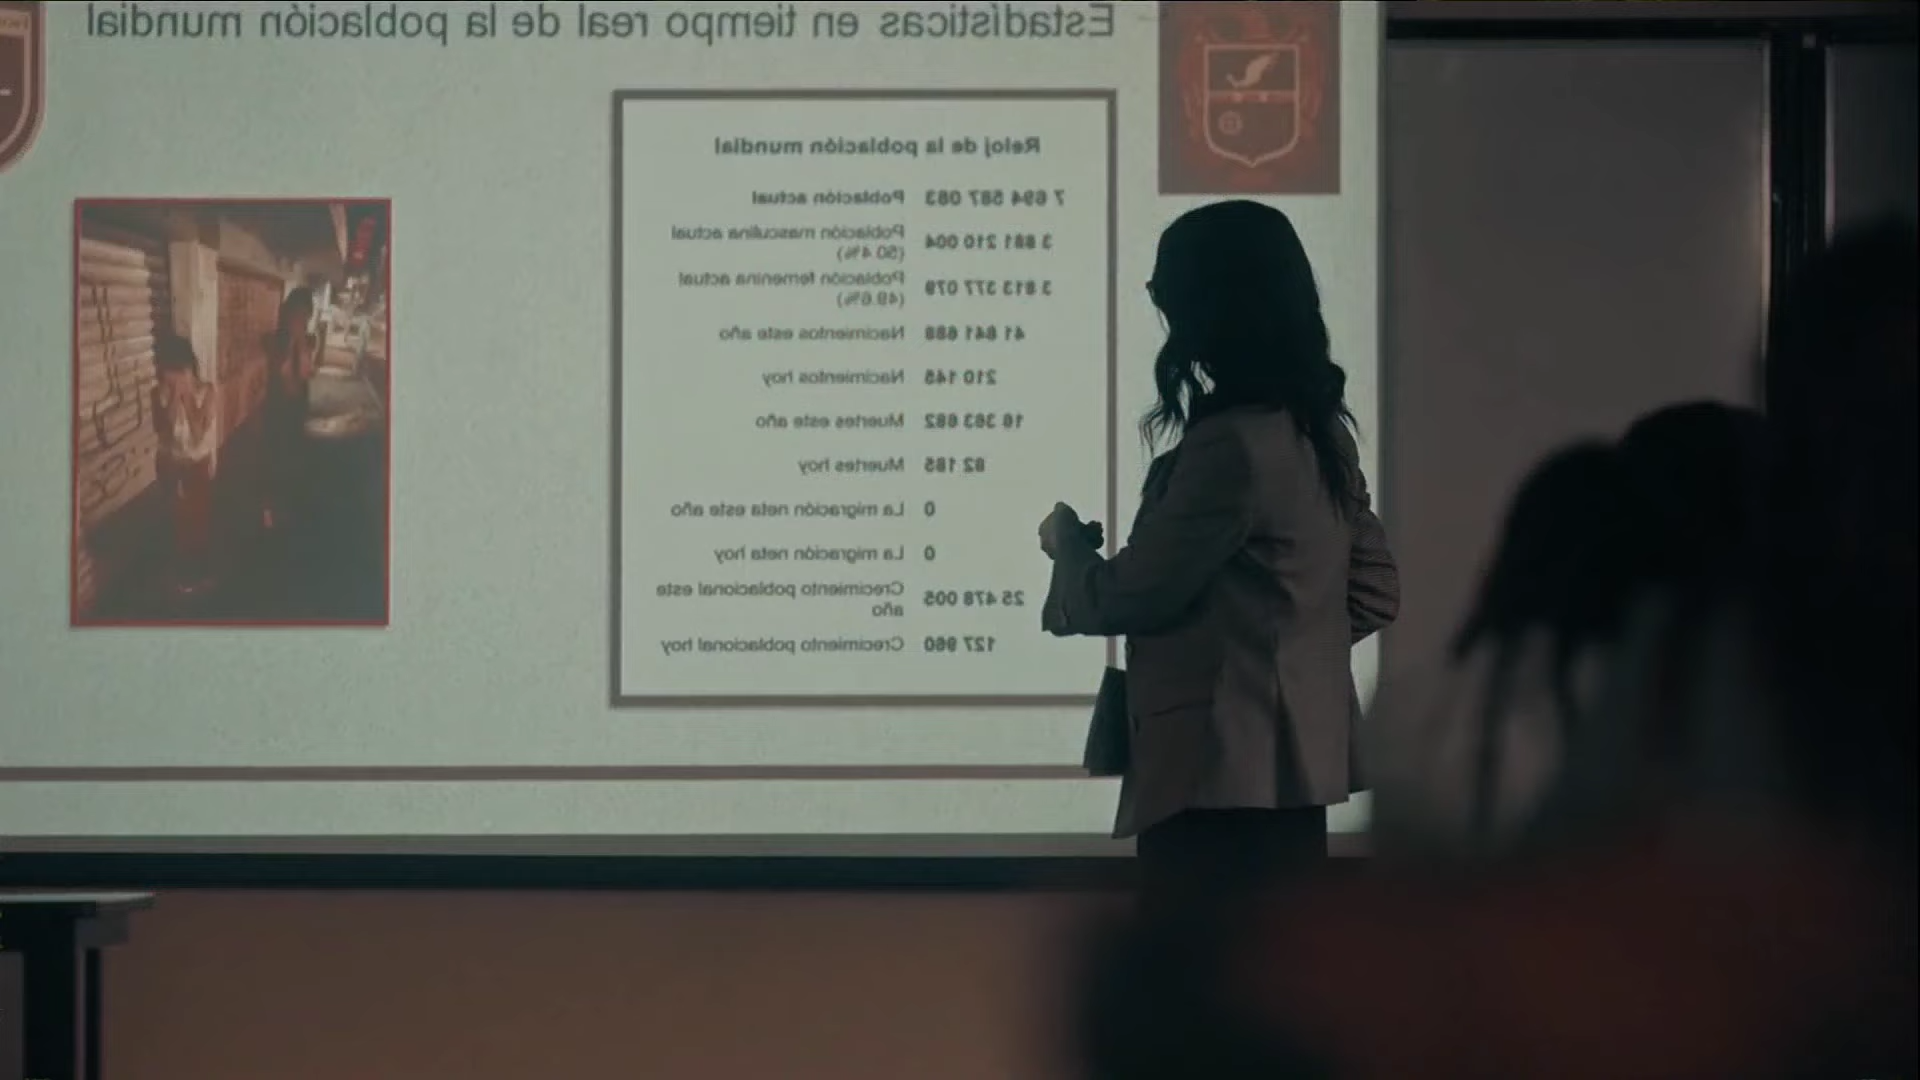 Estadísticas en tiempo real de la población mundial
Reloj de la población mundial
7 694 587 083 Población actual
3 881 210 004 Población masculina actual
(50.4%)
3 813 377 079 Población femenina actual
(49.6%)
41 841 688 Nacimientos este año
210 145 Nacimientos hoy
16 363 682 Muertes este año
82 185 Muertes hoy
0 La migración neta este año
0 La migración neta hoy
25 478 005 Crecimiento poblacional este
año
127 960 Crecimiento poblacional hoy